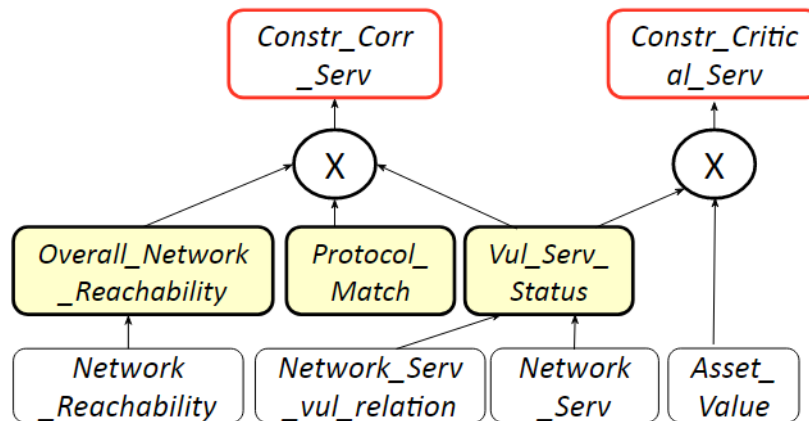 Constr_Corr
_Serv
Constr_Critic
al_Serv
X
X
Overall_Network
_Reachability
Protocol_
Match
Vul_Serv_
Status
Network
_Reachability
Network_Serv
_vul_relation
Network
_Serv
Asset_
Value